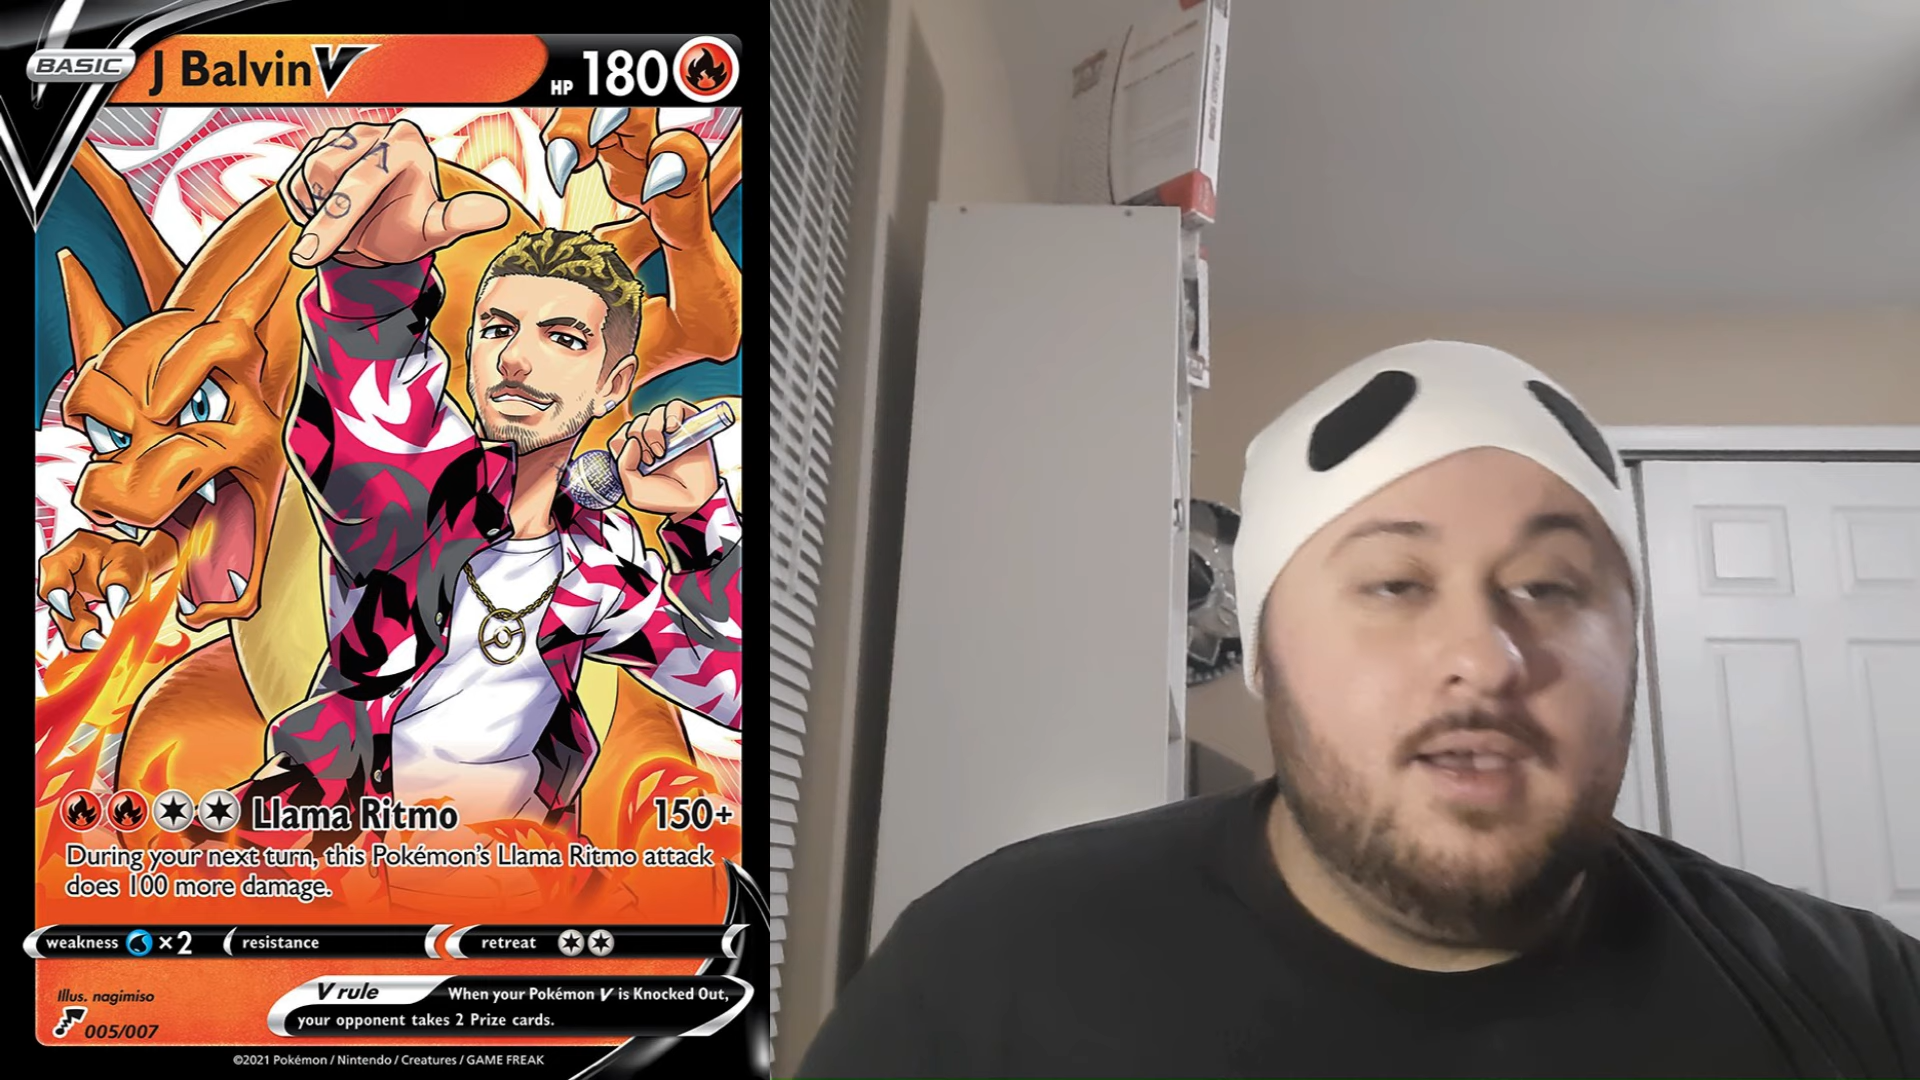 BASIC J Balvin V HP 180
DA
YO
Llama Ritmo 150+
During your next turn, this Pokémon's Llama Ritmo attack
does 100 more damage.
weakness ×2 resistance retreat
V rule When your Pokémon V is Knocked Out,
your opponent takes 2 Prize cards.
Illus. nagimiso
005/007
©2021 Pokémon / Nintendo / Creatures / GAME FREAK